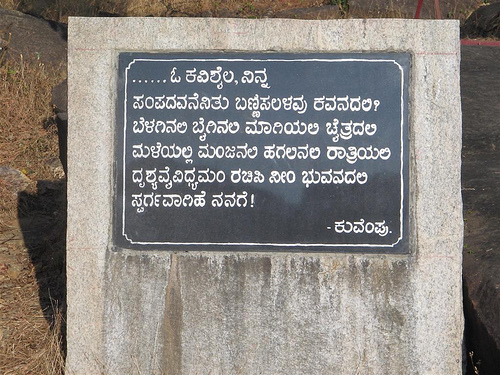 ...... ಓ ಕವಿಶೈಲ, ನಿನ್ನ
ಸಂಪದವನೆನಿತು ಬಣ್ಣಿಸಲಳವು ಕವನದಲಿ?
ಬೆಳಗಿನಲಿ ಬೈಗಿನಲಿ ಮಾಗಿಯಲಿ ಚೈತ್ರದಲಿ
ಮಳೆಯಲ್ಲಿ ಮಂಜಿನಲಿ ಹಗಲಿನಲಿ ರಾತ್ರಿಯಲಿ
ದೃಶ್ಯವೈವಿಧ್ಯಮಂ ರಚಿಸಿ ನೀಂ ಭುವನದಲಿ
ಸ್ವರ್ಗವಾಗಿಹೆ ನನಗೆ!
- ಕುವೆಂಪು.